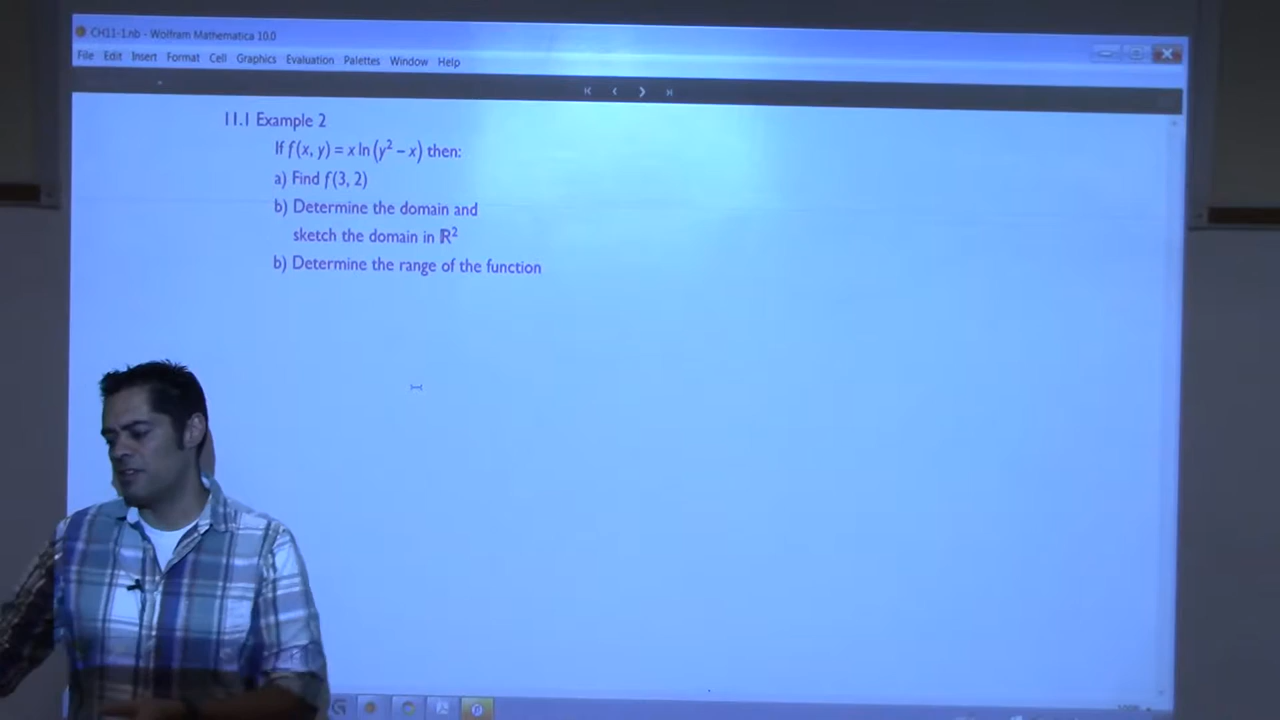 CH11-1.nb - Wolfram Mathematica 10.0
File Edit Insert Format Cell Graphics Evaluation Palettes Window Help
11.1 Example 2
If f(x, y) = x ln(y² − x) then:
a) Find f(3, 2)
b) Determine the domain and
sketch the domain in ℝ²
b) Determine the range of the function